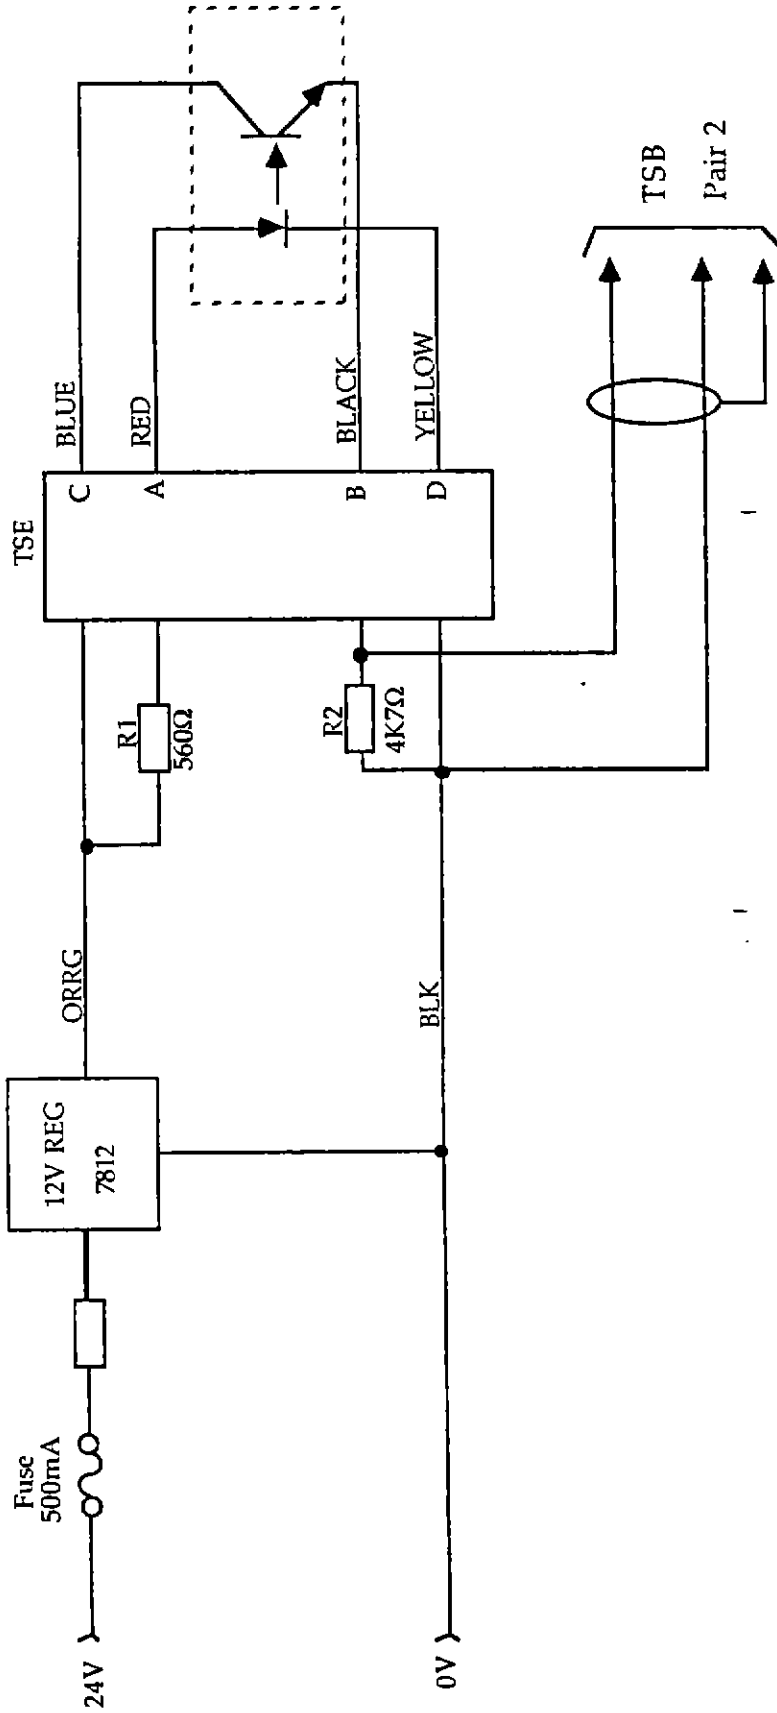 24V
Fuse
500mA
12V REG
7812
ORRG
R1
560Ω
TSE
C
A
B
D
BLUE
RED
BLACK
YELLOW
R2
4K7Ω
0V
BLK
TSB
Pair 2